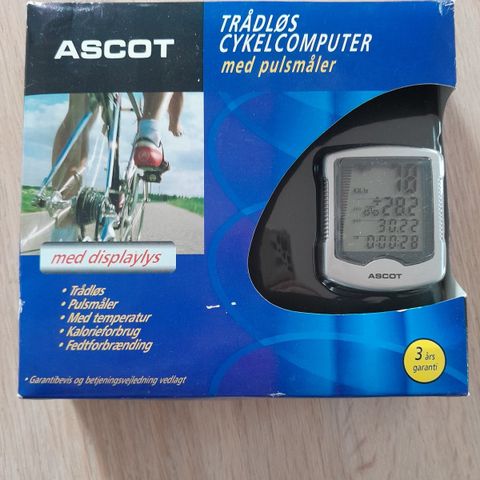 ASCOT
TRÅDLØS
CYKELCOMPUTER
med pulsmåler
med displaylys
• Trådløs
• Pulsmåler
• Med temperatur
• Kalorieforbrug
• Fedtforbrænding
• Garantibevis og betjeningsvejledning vedlagt
18
28.2
30.22
0:00:28
ASCOT
3 års
garanti